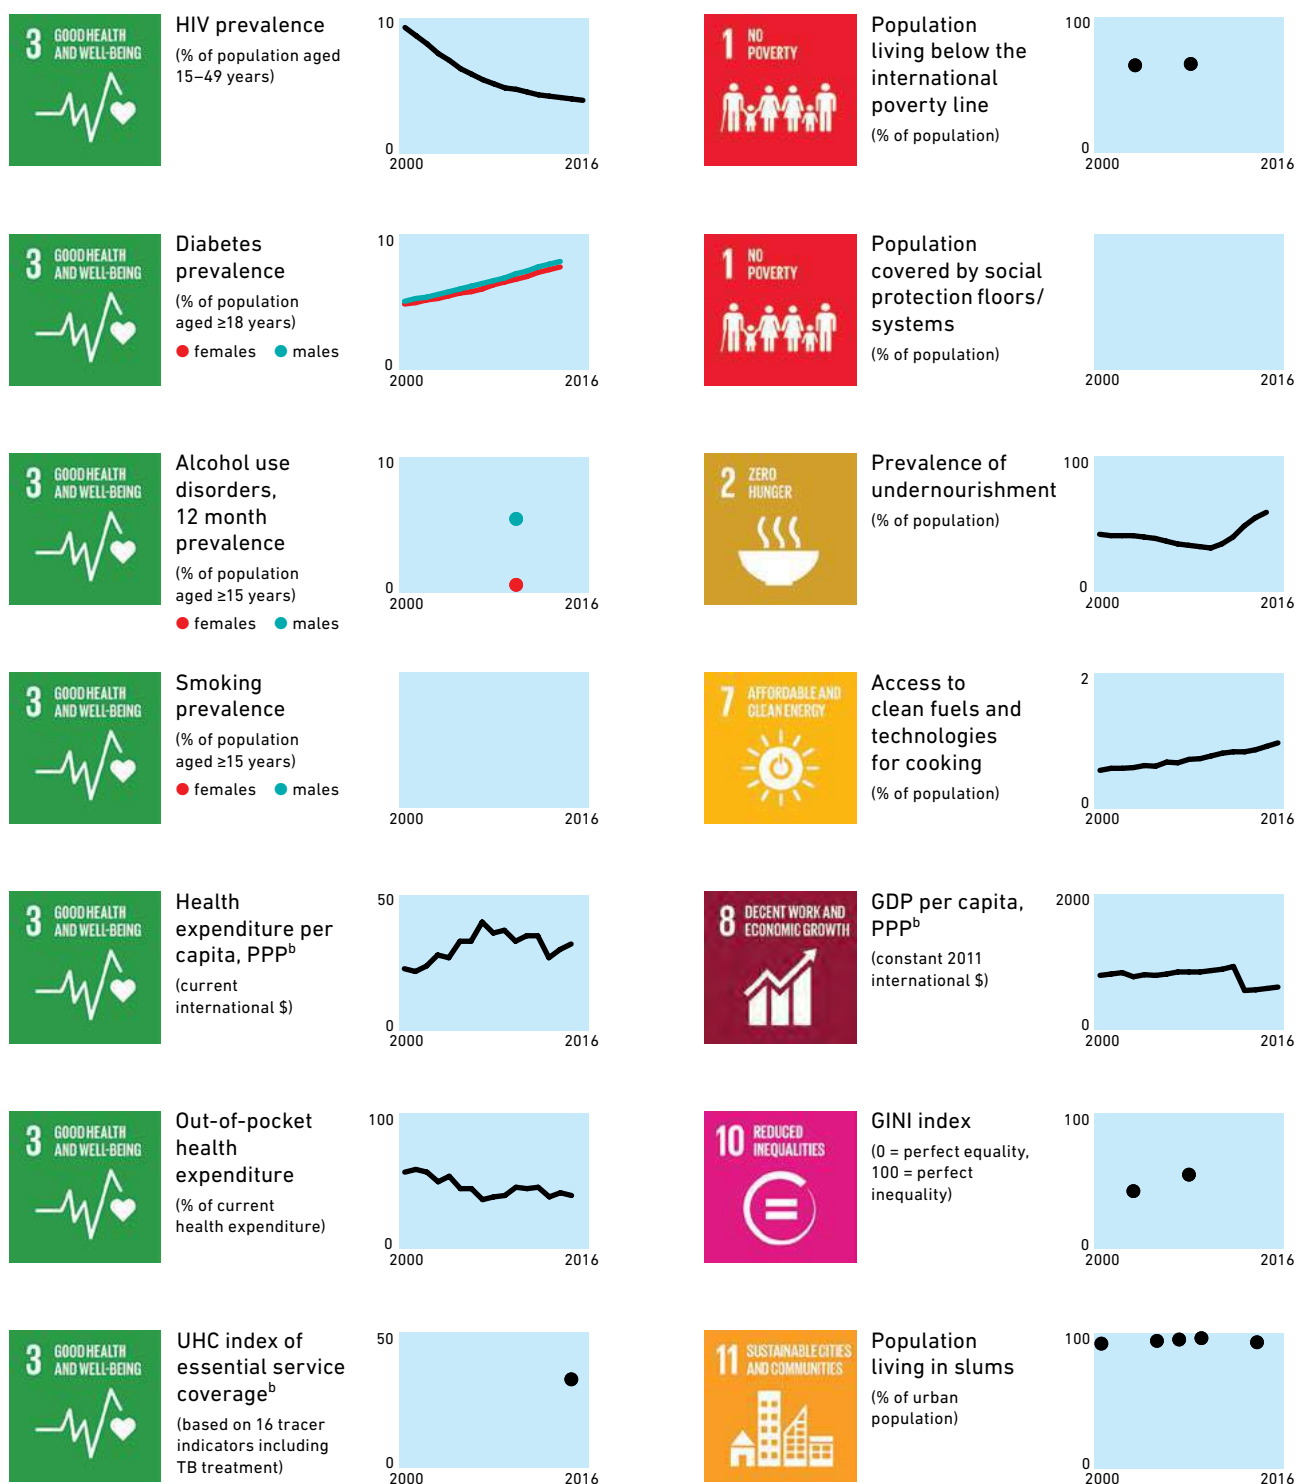 3 GOOD HEALTH
AND WELL-BEING
HIV prevalence
(% of population aged
15–49 years)
10
0
2000 2016
3 GOOD HEALTH
AND WELL-BEING
Diabetes
prevalence
(% of population
aged ≥18 years)
females males
10
0
2000 2016
3 GOOD HEALTH
AND WELL-BEING
Alcohol use
disorders,
12 month
prevalence
(% of population
aged ≥15 years)
females males
10
0
2000 2016
3 GOOD HEALTH
AND WELL-BEING
Smoking
prevalence
(% of population
aged ≥15 years)
females males
2000 2016
3 GOOD HEALTH
AND WELL-BEING
Health
expenditure per
capita, PPPb
(current
international $)
50
0
2000 2016
3 GOOD HEALTH
AND WELL-BEING
Out-of-pocket
health
expenditure
(% of current
health expenditure)
100
0
2000 2016
3 GOOD HEALTH
AND WELL-BEING
UHC index of
essential service
coverageb
(based on 16 tracer
indicators including
TB treatment)
50
0
2000 2016
1 NO
POVERTY
Population
living below the
international
poverty line
(% of population)
100
0
2000 2016
1 NO
POVERTY
Population
covered by social
protection floors/
systems
(% of population)
2000 2016
2 ZERO
HUNGER
Prevalence of
undernourishment
(% of population)
100
0
2000 2016
7 AFFORDABLE AND
CLEAN ENERGY
Access to
clean fuels and
technologies
for cooking
(% of population)
2
0
2000 2016
8 DECENT WORK AND
ECONOMIC GROWTH
GDP per capita,
PPPb
(constant 2011
international $)
2000
0
2000 2016
10 REDUCED
INEQUALITIES
GINI index
(0 = perfect equality,
100 = perfect
inequality)
100
0
2000 2016
11 SUSTAINABLE CITIES
AND COMMUNITIES
Population
living in slums
(% of urban
population)
100
0
2000 2016